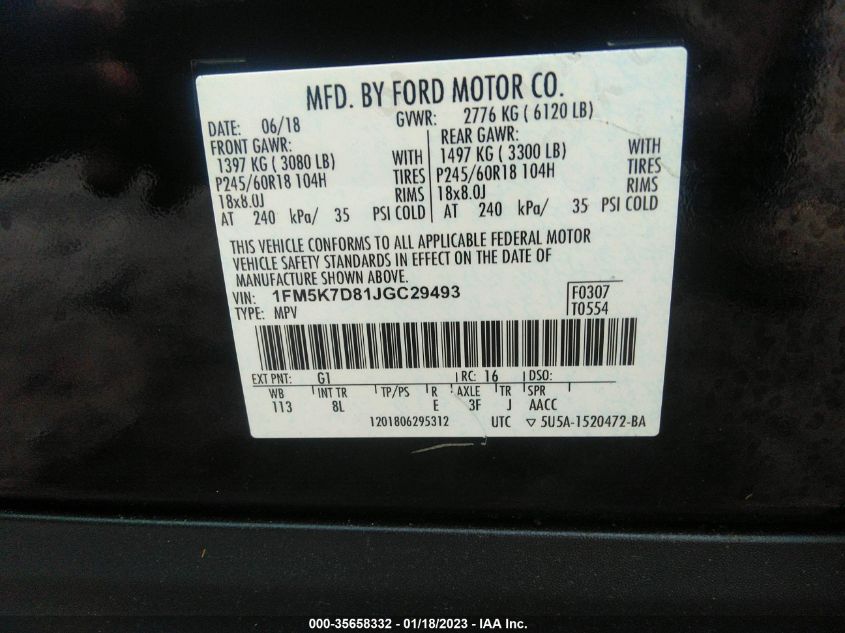 MFD. BY FORD MOTOR CO.
DATE: 06/18 GVWR: 2776 KG ( 6120 LB)
FRONT GAWR: REAR GAWR:
1397 KG ( 3080 LB) WITH 1497 KG ( 3300 LB) WITH
P245/60R18 104H TIRES P245/60R18 104H TIRES
18x8.0J RIMS 18x8.0J RIMS
AT 240 kPa/ 35 PSI COLD AT 240 kPa/ 35 PSI COLD
THIS VEHICLE CONFORMS TO ALL APPLICABLE FEDERAL MOTOR
VEHICLE SAFETY STANDARDS IN EFFECT ON THE DATE OF
MANUFACTURE SHOWN ABOVE.
VIN: 1FM5K7D81JGC29493 F0307
TYPE: MPV T0554
EXT PNT: G1 RC: 16 DSO:
WB INT TR TP/PS R AXLE TR SPR
113 8L E 3F J AACC
1201806295312 UTC ▽ 5U5A-1520472-BA
000-35658332 - 01/18/2023 - IAA Inc.